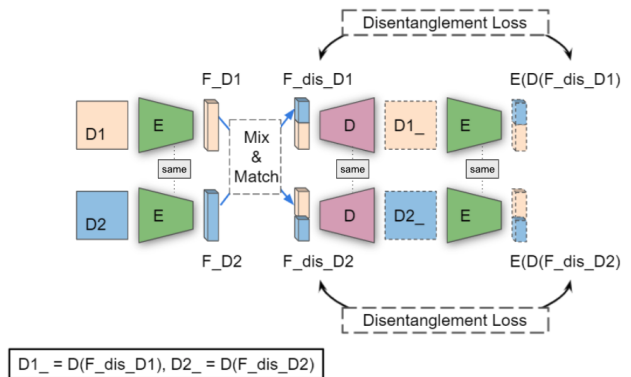 Disentanglement Loss
F_D1
F_dis_D1
E(D(F_dis_D1)
D1
E
D
D1_
E
Mix
&
Match
same
same
same
D2
E
D
D2_
E
F_D2
F_dis_D2
E(D(F_dis_D2)
Disentanglement Loss
D1_ = D(F_dis_D1), D2_ = D(F_dis_D2)